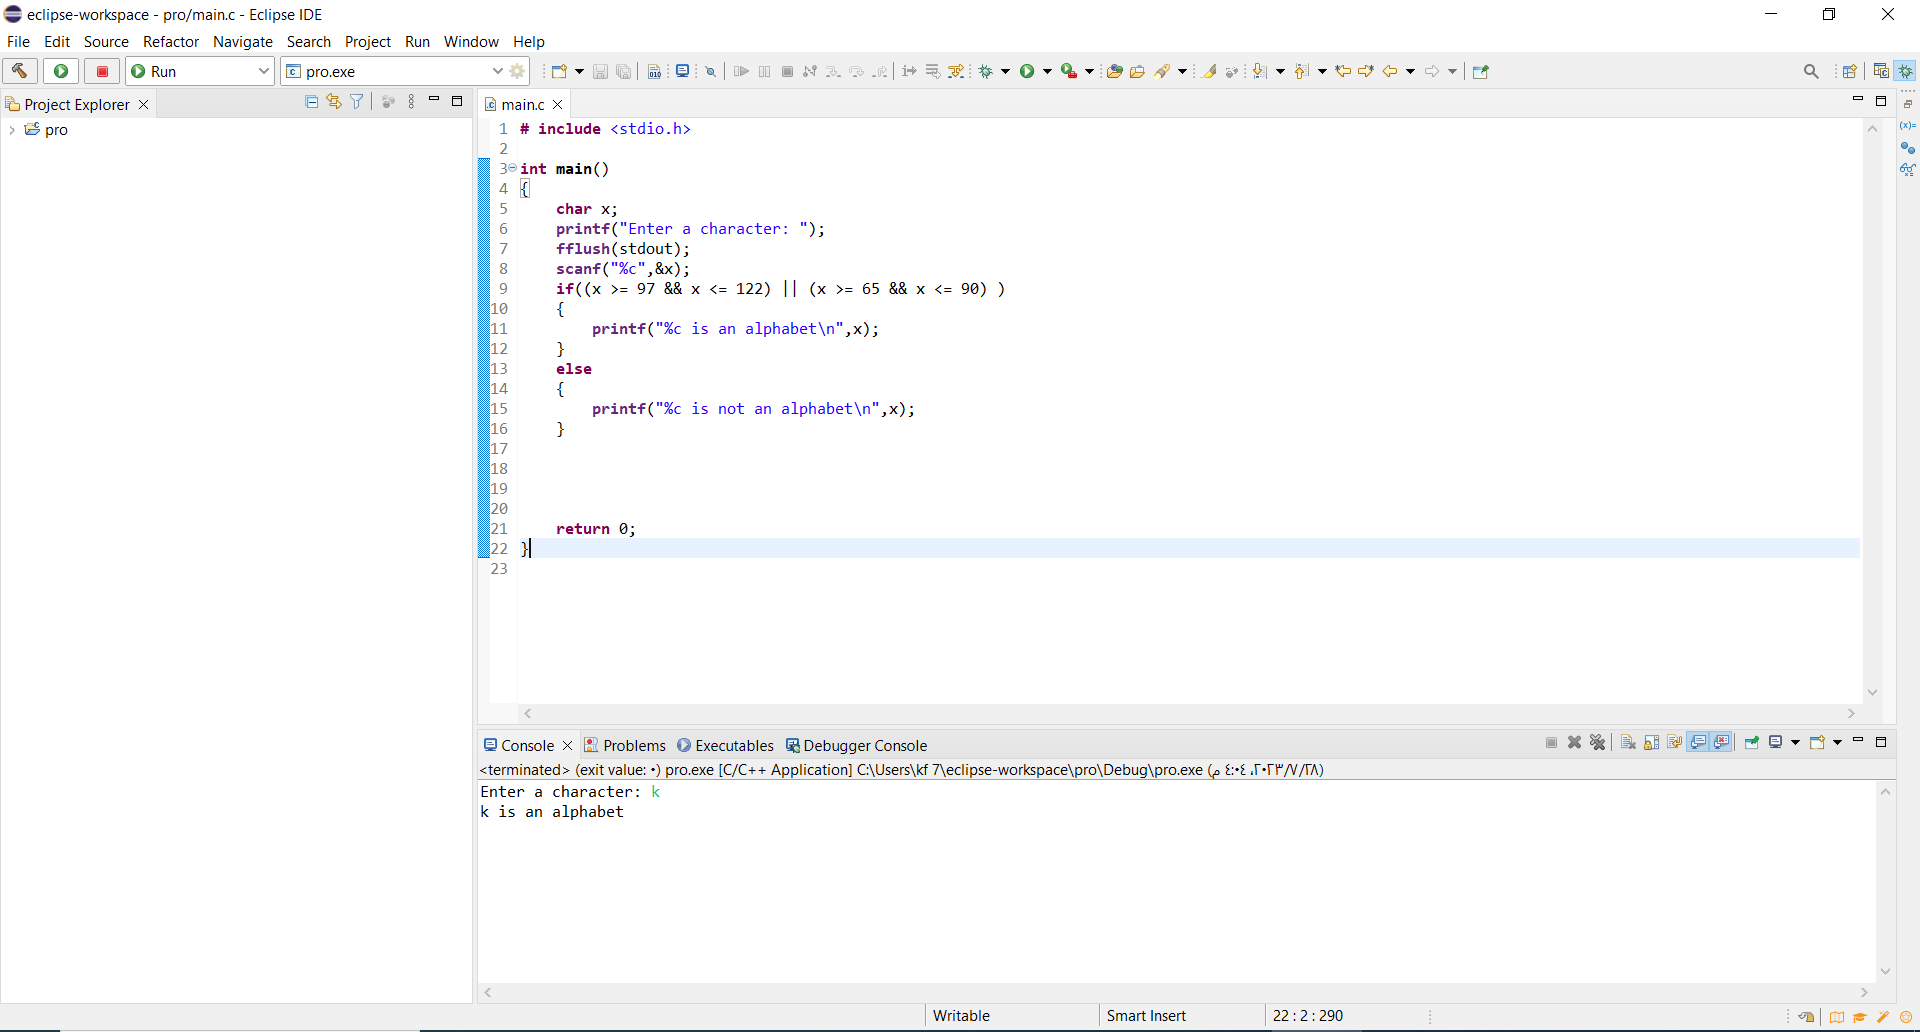 eclipse-workspace - pro/main.c - Eclipse IDE
File Edit Source Refactor Navigate Search Project Run Window Help
Run
pro.exe
Project Explorer
pro
main.c
1 # include <stdio.h>
2
3 int main()
4 {
5 char x;
6 printf("Enter a character: ");
7 fflush(stdout);
8 scanf("%c",&x);
9 if((x >= 97 && x <= 122) || (x >= 65 && x <= 90) )
10 {
11 printf("%c is an alphabet\n",x);
12 }
13 else
14 {
15 printf("%c is not an alphabet\n",x);
16 }
17
18
19
20
21 return 0;
22 }
23
Console Problems Executables Debugger Console
<terminated> (exit value: ٠) pro.exe [C/C++ Application] C:\Users\kf 7\eclipse-workspace\pro\Debug\pro.exe (٢٨/٧/٢٠٢٣، ٤:٠٤ م)
Enter a character: k
k is an alphabet
Writable Smart Insert 22 : 2 : 290